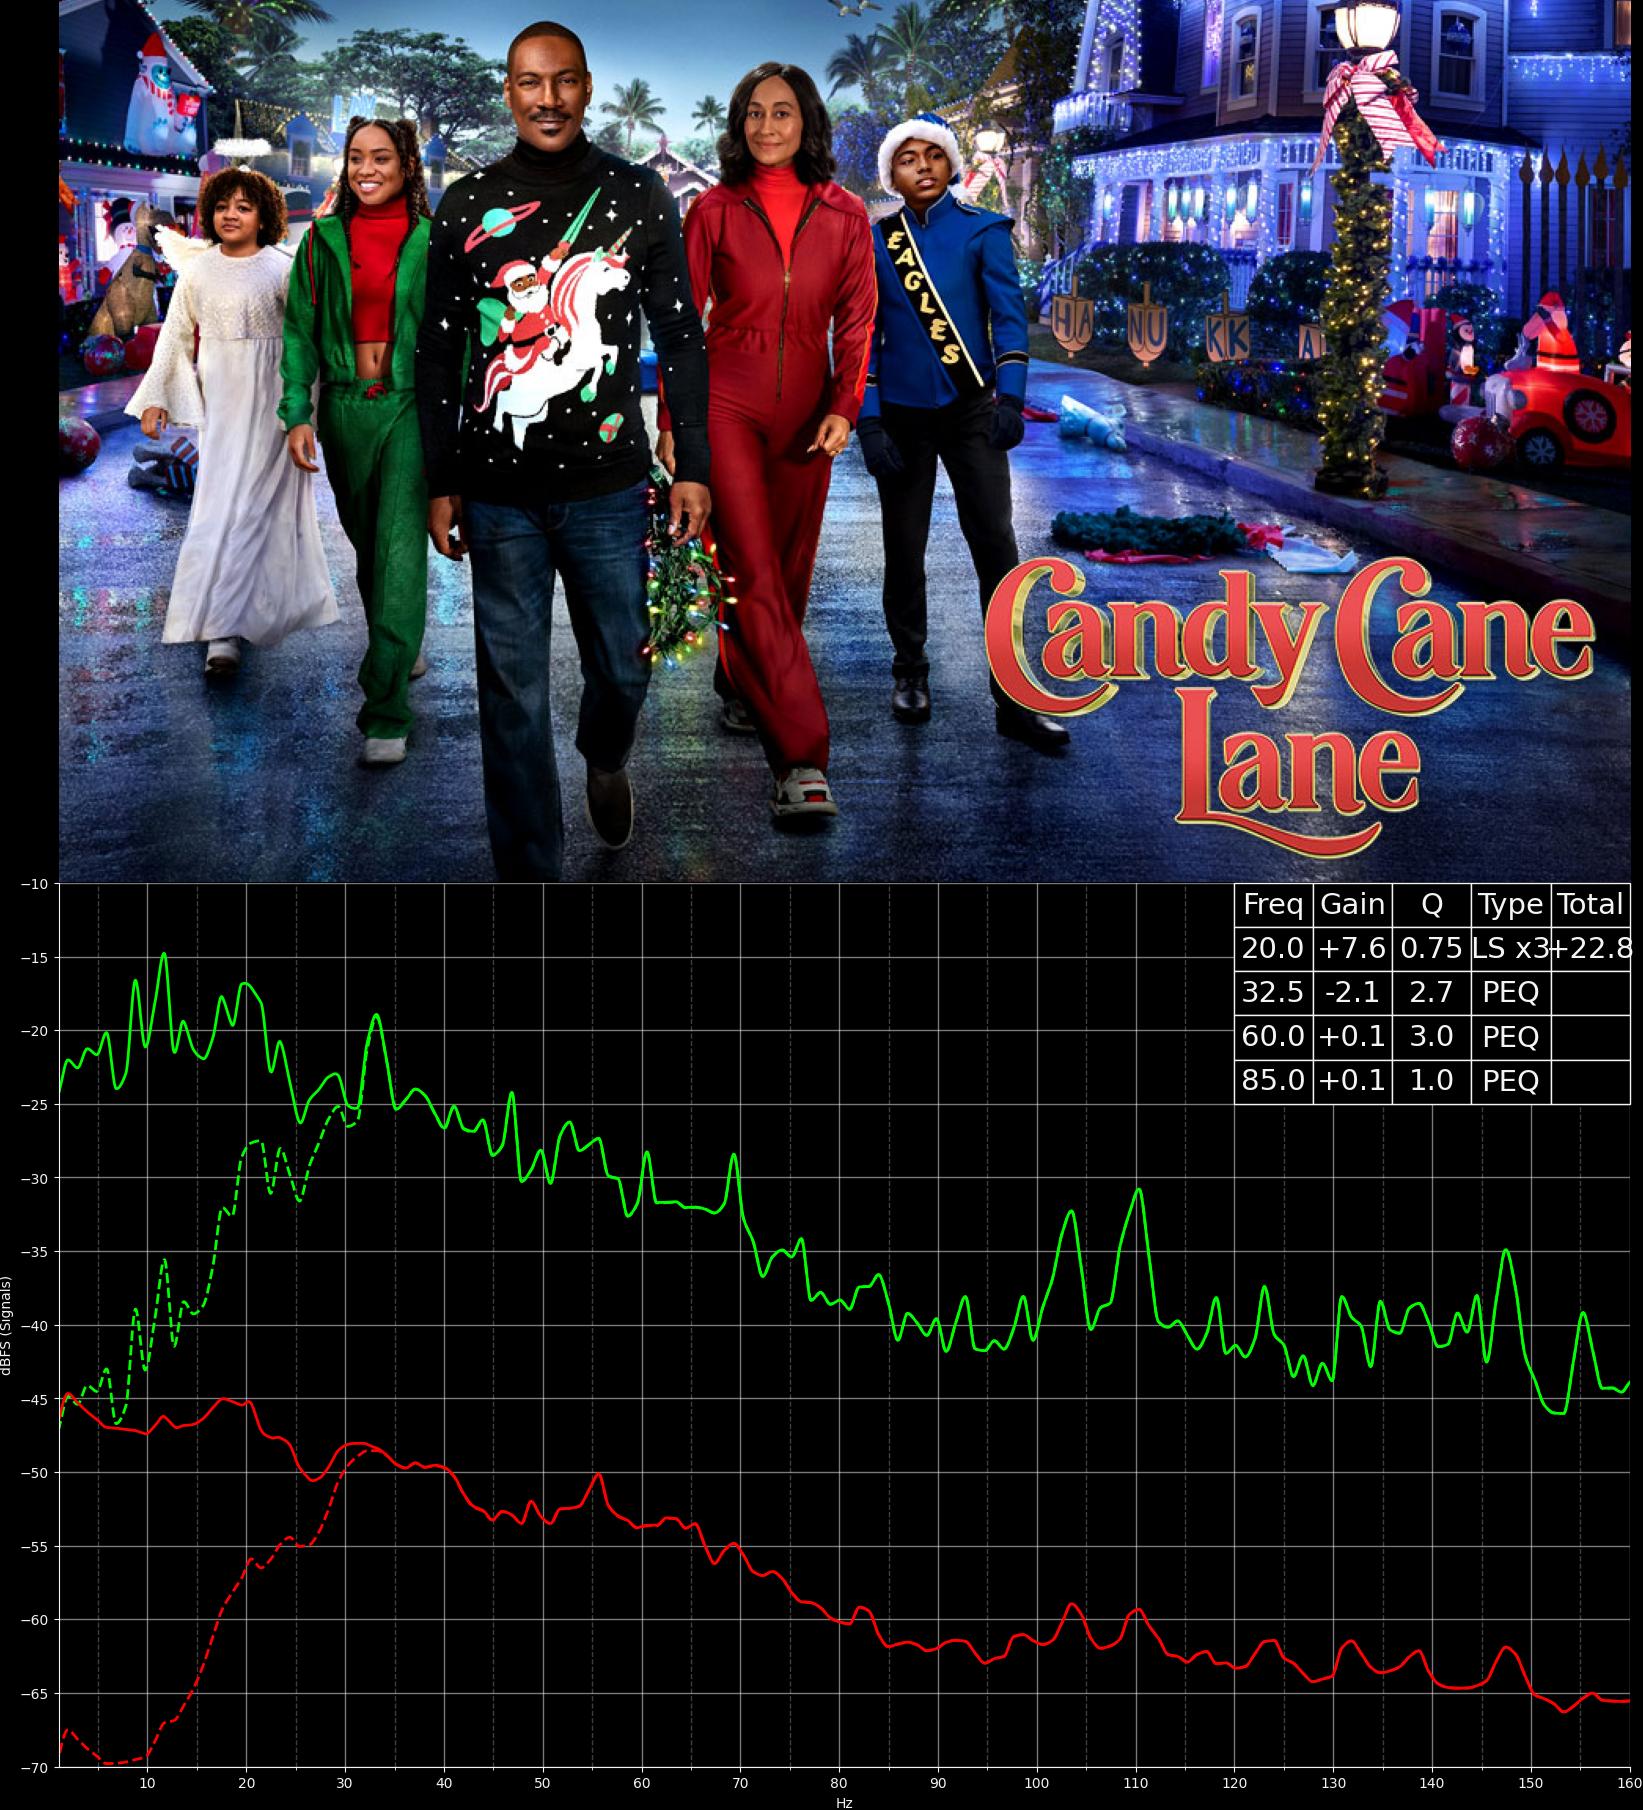 EAGLES
HA NU KK A
Candy Cane
Lane
Freq Gain Q Type Total
20.0 +7.6 0.75 LS x3 +22.8
32.5 -2.1 2.7 PEQ
60.0 +0.1 3.0 PEQ
85.0 +0.1 1.0 PEQ
−10
−15
−20
−25
−30
−35
−40
−45
−50
−55
−60
−65
−70
dBFS (Signals)
10 20 30 40 50 60 70 80 90 100 110 120 130 140 150 160
Hz